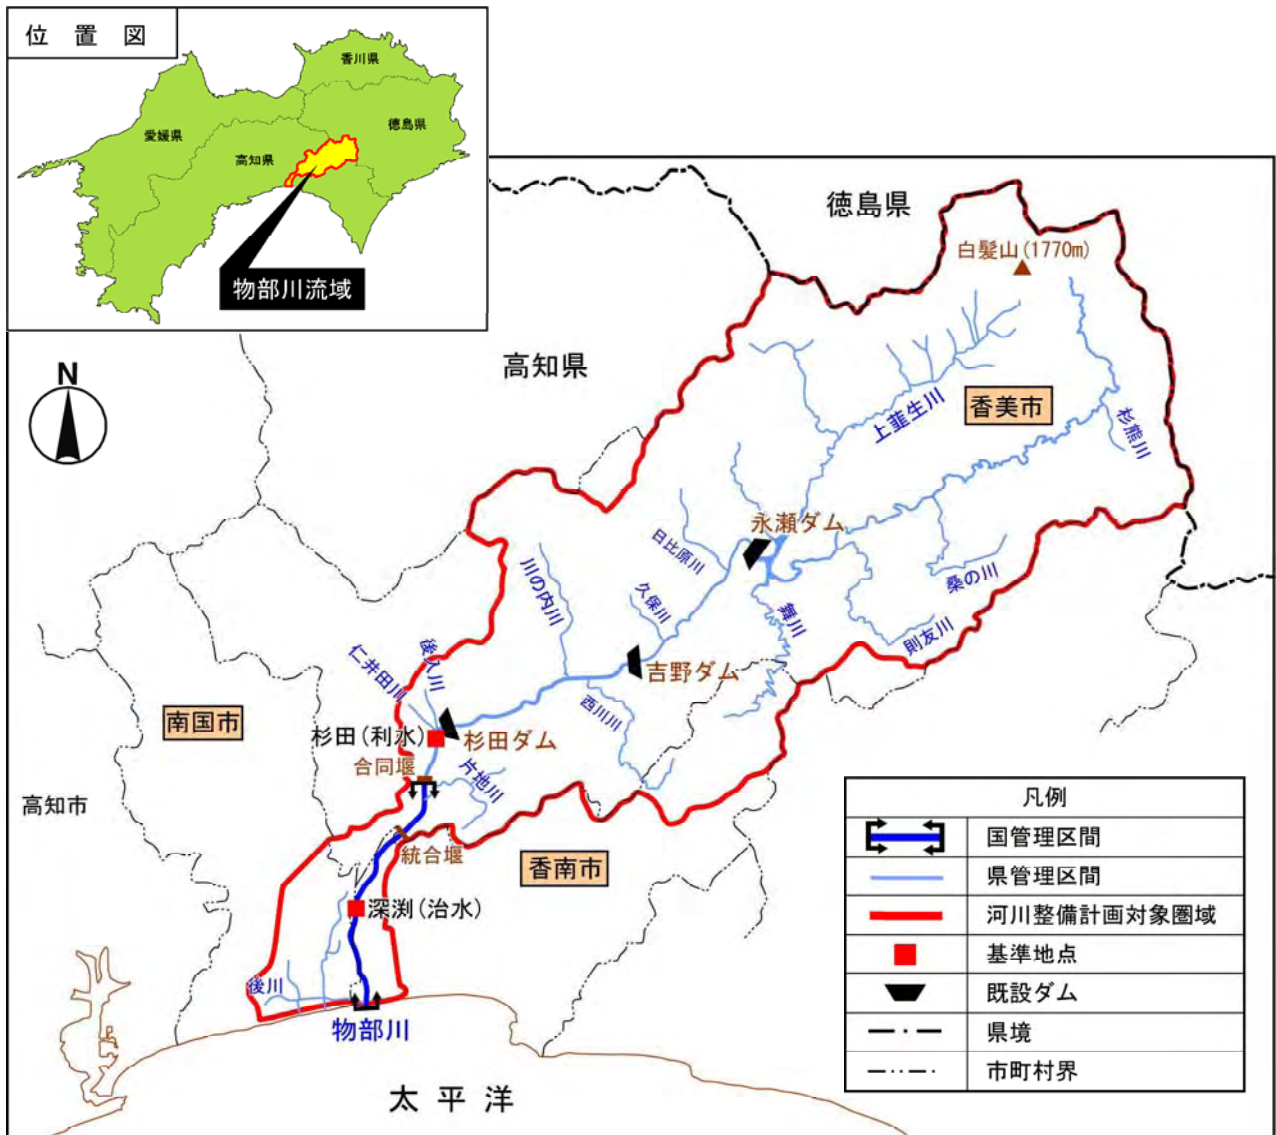 位置図
香川県
愛媛県
徳島県
高知県
物部川流域
徳島県
白髪山(1770m)
高知県
N
香美市
上韮生川
杉熊川
永瀬ダム
日比原川
川の内川
久保川
舞川
桑の川
則友川
後入川
仁井田川
吉野ダム
西川川
南国市
杉田(利水)
杉田ダム
合同堰
片地川
高知市
統合堰
香南市
深渕(治水)
後川
物部川
太平洋
凡例
国管理区間
県管理区間
河川整備計画対象圏域
基準地点
既設ダム
県境
市町村界